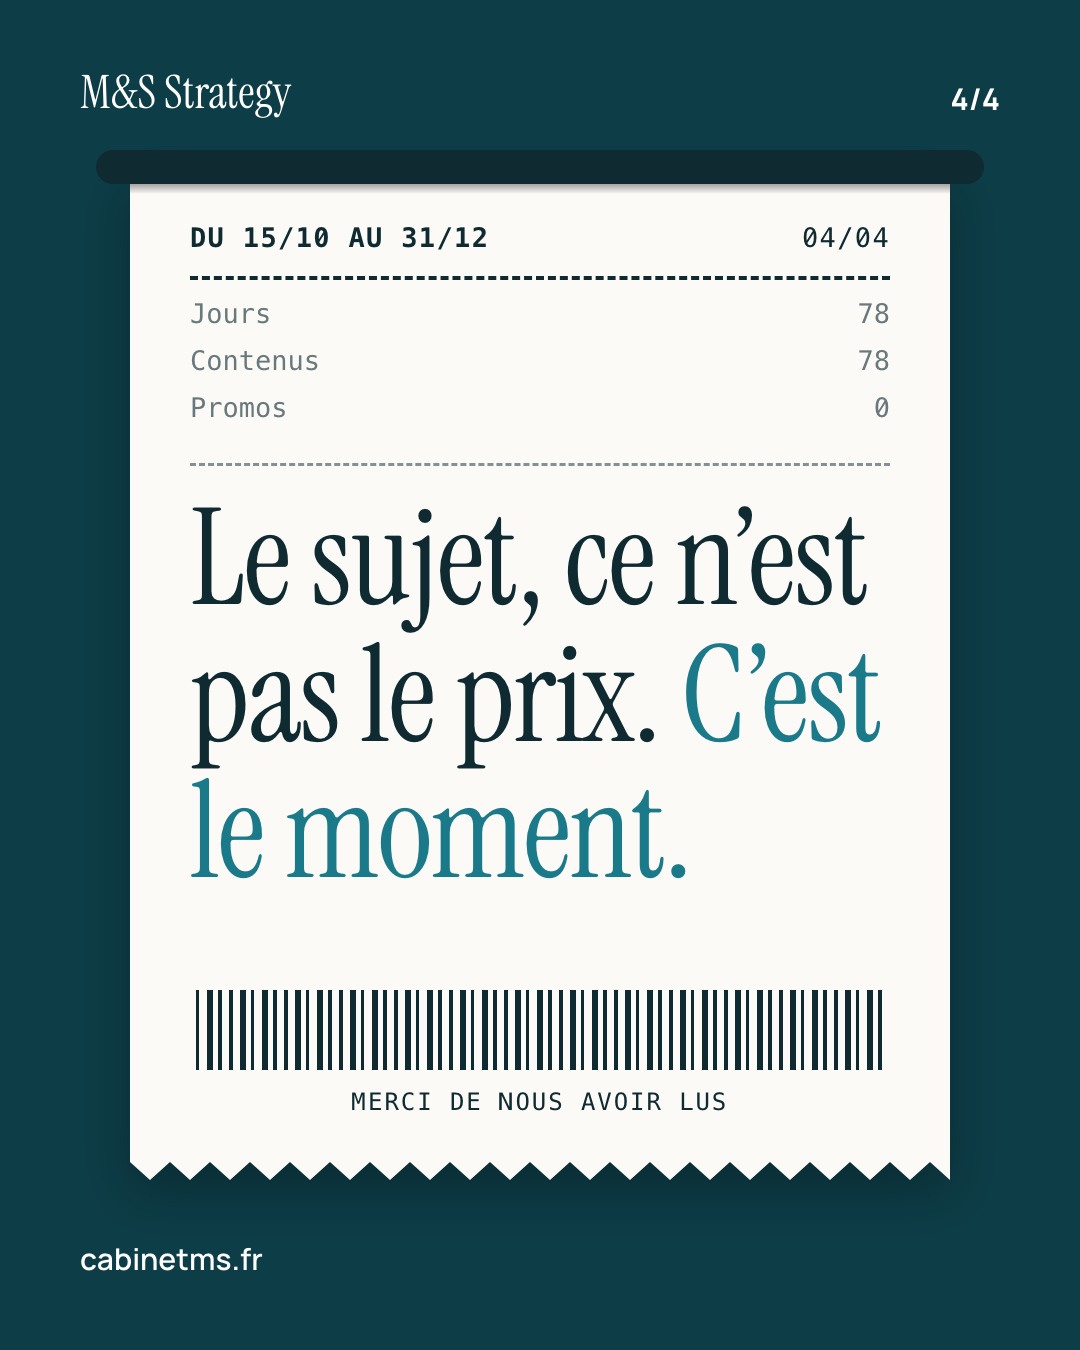 M&S Strategy
4/4
DU 15/10 AU 31/12 04/04
Jours 78
Contenus 78
Promos 0
Le sujet, ce n’est
pas le prix. C’est
le moment.
MERCI DE NOUS AVOIR LUS
cabinetms.fr